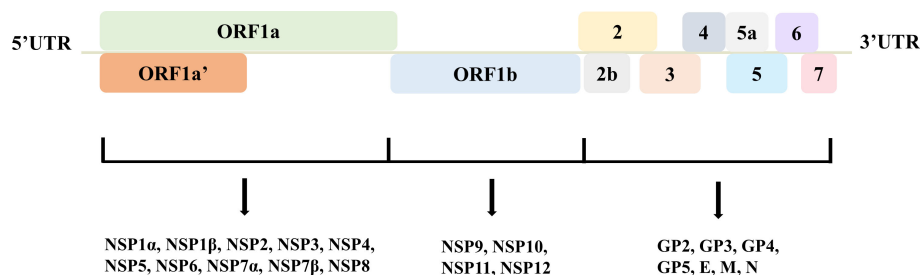 ORF1a 2 4 5a 6
5’UTR 3’UTR
ORF1a’ ORF1b 2b 3 5 7
NSP1α, NSP1β, NSP2, NSP3, NSP4,
NSP5, NSP6, NSP7α, NSP7β, NSP8
NSP9, NSP10,
NSP11, NSP12
GP2, GP3, GP4,
GP5, E, M, N